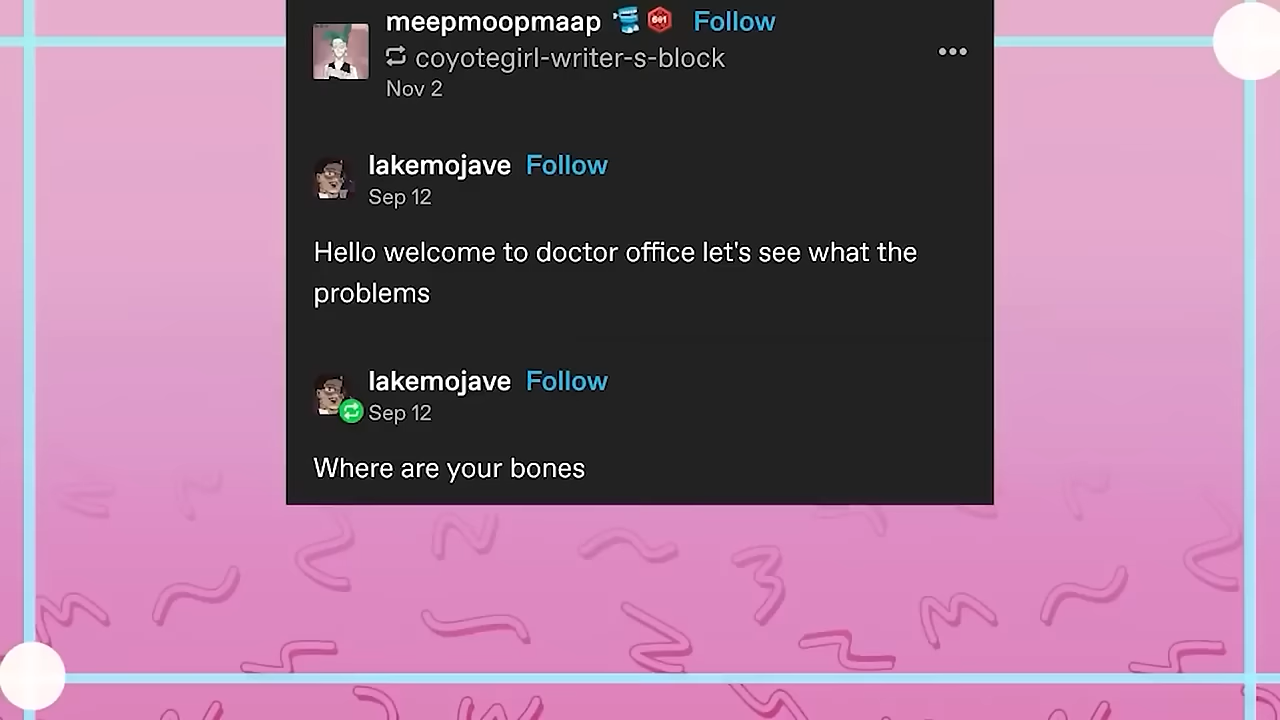 meepmoopmaap Follow
coyotegirl-writer-s-block
Nov 2
lakemojave Follow
Sep 12
Hello welcome to doctor office let's see what the
problems
lakemojave Follow
Sep 12
Where are your bones